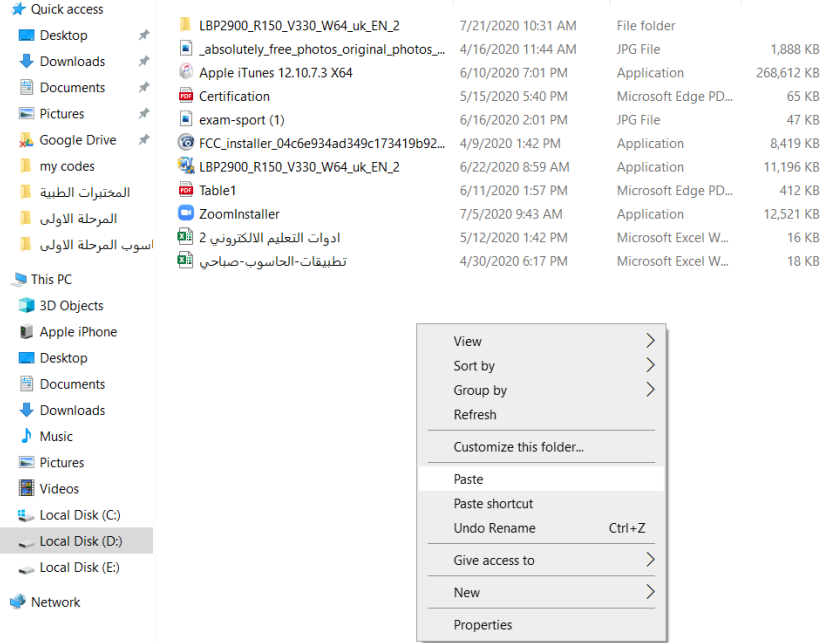 Quick access
Desktop
Downloads
Documents
Pictures
Google Drive
my codes
المختبرات الطبية
المرحلة الاولى
اسوب المرحلة الاولى
This PC
3D Objects
Apple iPhone
Desktop
Documents
Downloads
Music
Pictures
Videos
Local Disk (C:)
Local Disk (D:)
Local Disk (E:)
Network
LBP2900_R150_V330_W64_uk_EN_2 7/21/2020 10:31 AM File folder
_absolutely_free_photos_original_photos_... 4/16/2020 11:44 AM JPG File 1,888 KB
Apple iTunes 12.10.7.3 X64 6/10/2020 7:01 PM Application 268,612 KB
Certification 5/15/2020 5:40 PM Microsoft Edge PD... 65 KB
exam-sport (1) 6/16/2020 2:01 PM JPG File 47 KB
FCC_installer_04c6e934ad349c173419b92... 4/9/2020 1:42 PM Application 8,419 KB
LBP2900_R150_V330_W64_uk_EN_2 6/22/2020 8:59 AM Application 11,196 KB
Table1 6/11/2020 1:57 PM Microsoft Edge PD... 412 KB
ZoomInstaller 7/5/2020 9:43 AM Application 12,521 KB
ادوات التعليم الالكتروني 2 5/12/2020 1:42 PM Microsoft Excel W... 16 KB
تطبيقات-الحاسوب-صباحي 4/30/2020 6:17 PM Microsoft Excel W... 18 KB
View
Sort by
Group by
Refresh
Customize this folder...
Paste
Paste shortcut
Undo Rename Ctrl+Z
Give access to
New
Properties